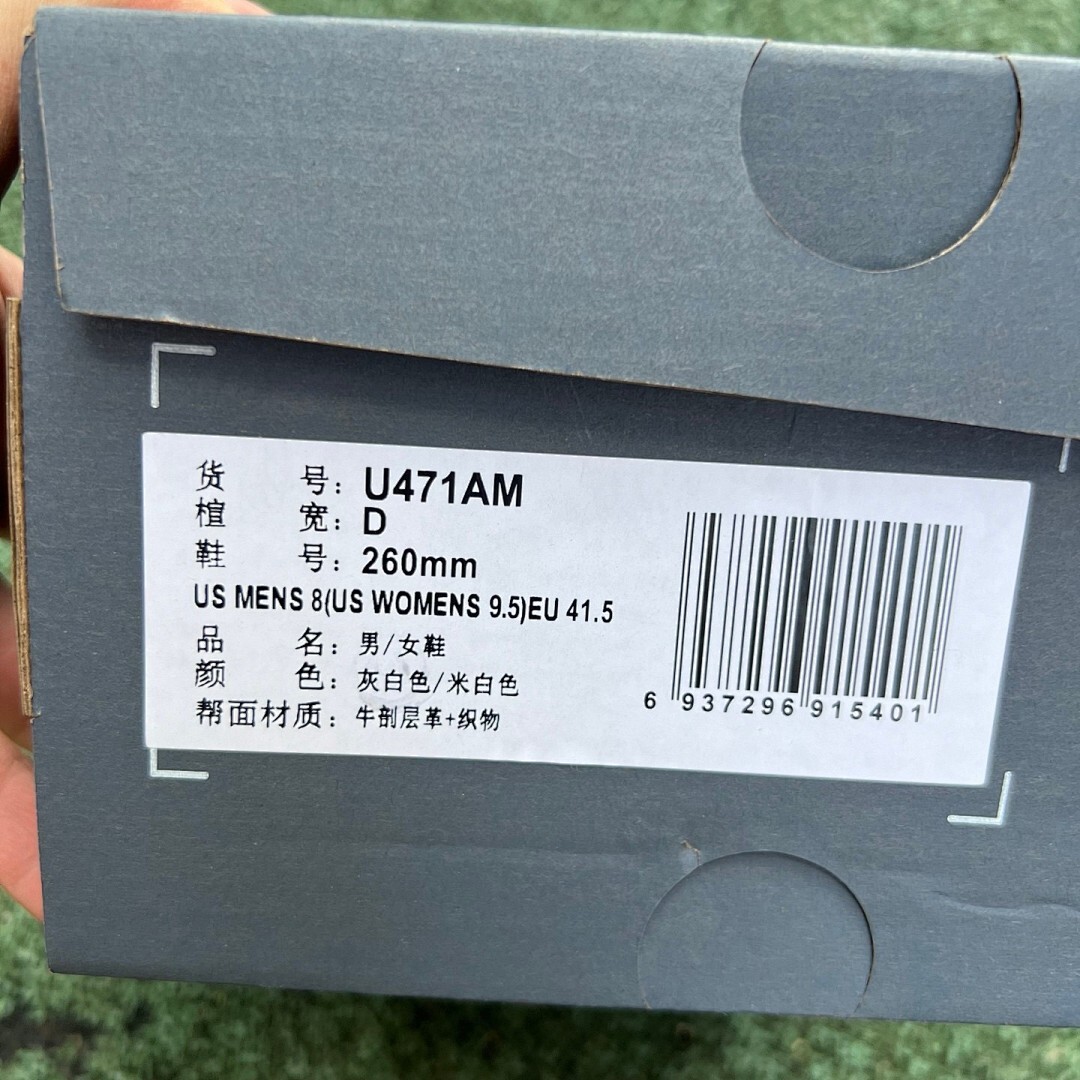 货 号：U471AM
楦 宽：D
鞋 号：260mm
US MENS 8(US WOMENS 9.5)EU 41.5
品 名：男/女鞋
颜 色：灰白色/米白色
帮面材质：牛剖层革+织物
6 937296 915401